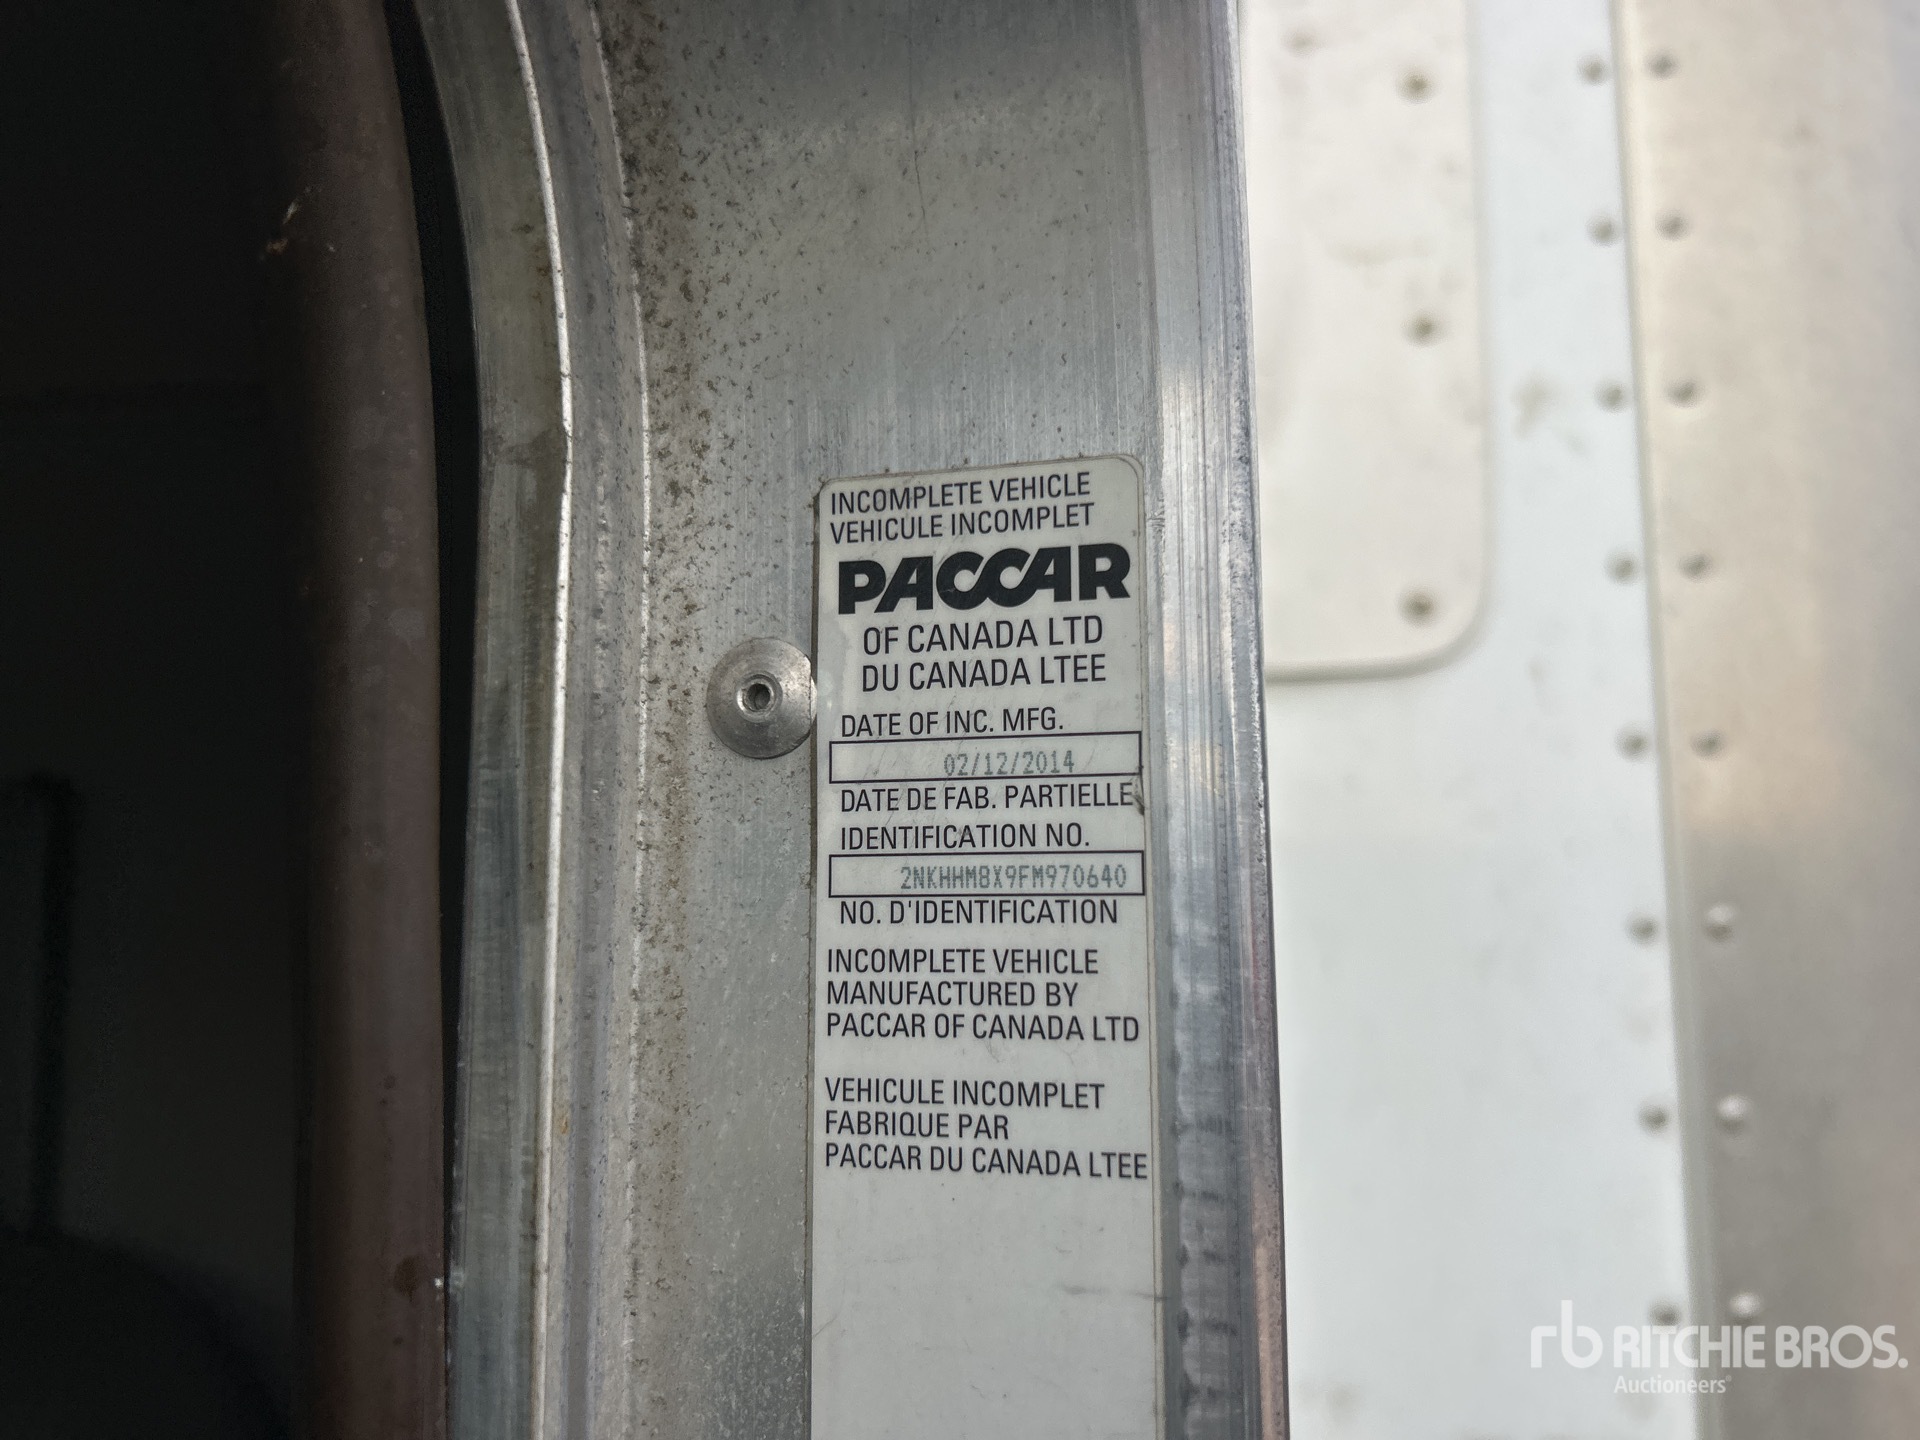 INCOMPLETE VEHICLE
VEHICULE INCOMPLET
PACCAR
OF CANADA LTD
DU CANADA LTEE
DATE OF INC. MFG.
02/12/2014
DATE DE FAB. PARTIELLE
IDENTIFICATION NO.
2NKHHM8X9FM970640
NO. D'IDENTIFICATION
INCOMPLETE VEHICLE
MANUFACTURED BY
PACCAR OF CANADA LTD
VEHICULE INCOMPLET
FABRIQUE PAR
PACCAR DU CANADA LTEE
rb RITCHIE BROS.
Auctioneers